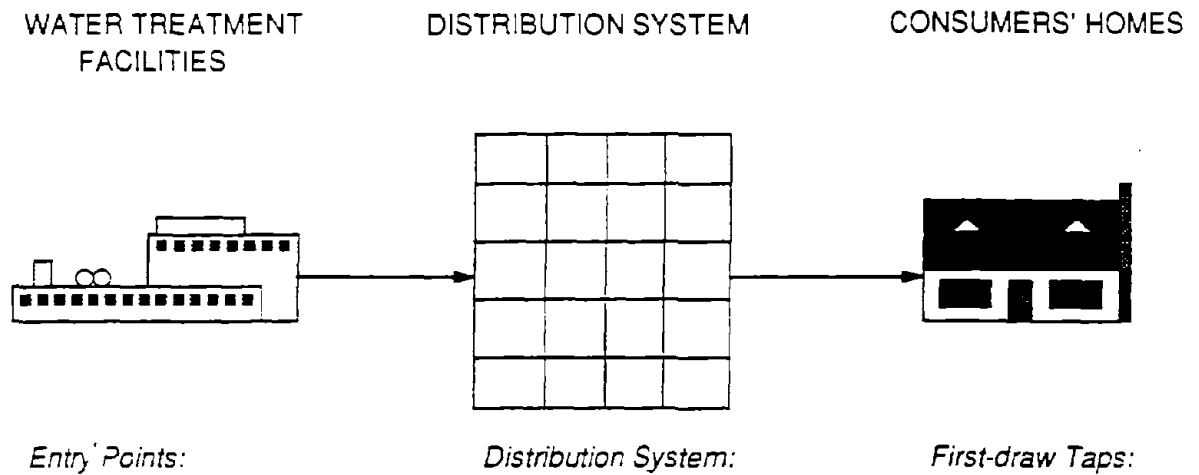 WATER TREATMENT
FACILITIES
DISTRIBUTION SYSTEM
CONSUMERS' HOMES
Entry Points:
Distribution System:
First-draw Taps: